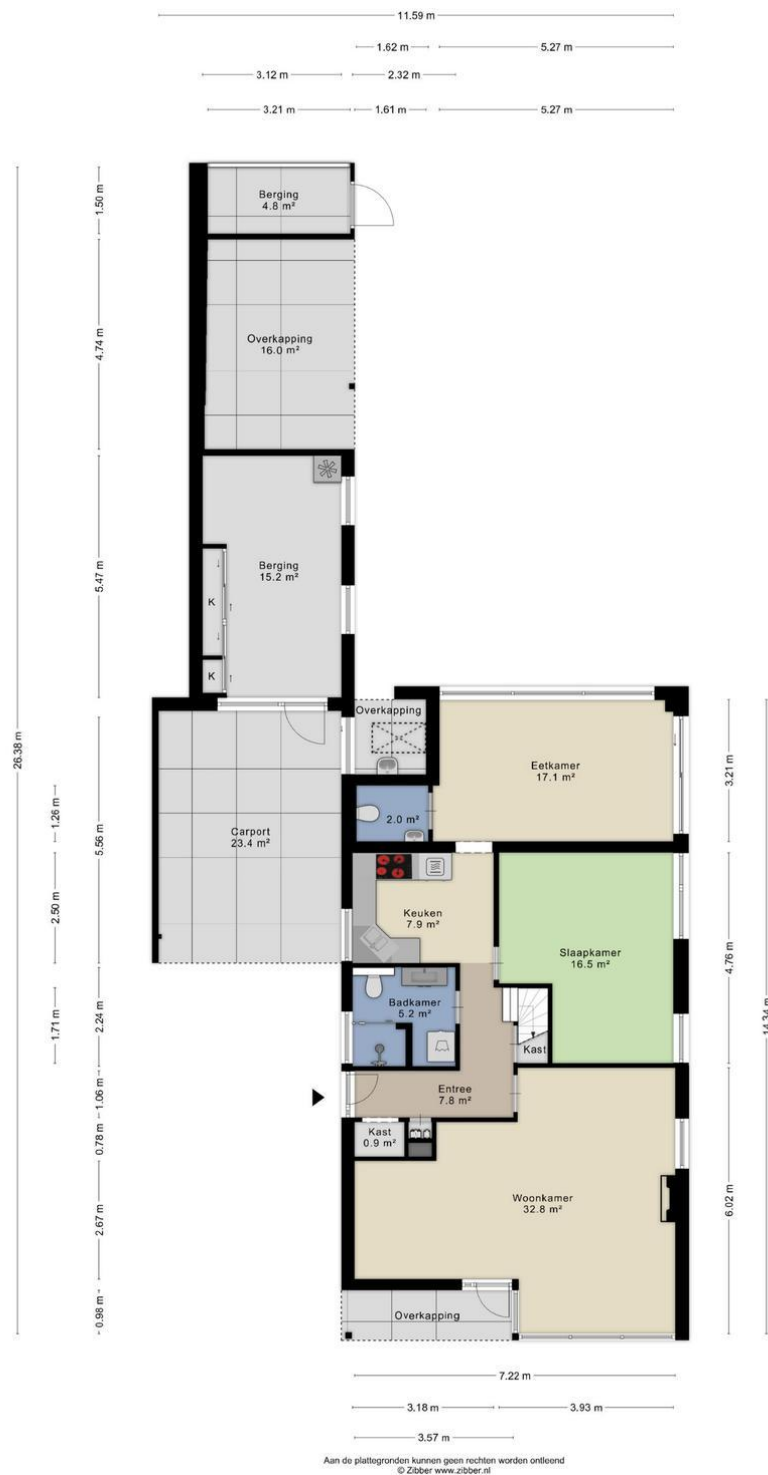 11.59 m
1.62 m
5.27 m
3.12 m
2.32 m
3.21 m
1.61 m
5.27 m
1.50 m
Berging
4.8 m²
4.74 m
Overkapping
16.0 m²
5.47 m
Berging
15.2 m²
K
K
26.38 m
Overkapping
Eetkamer
17.1 m²
3.21 m
1.26 m
5.56 m
2.0 m²
Carport
23.4 m²
2.50 m
Keuken
7.9 m²
Slaapkamer
16.5 m²
4.76 m
14.34 m
1.71 m
2.24 m
Badkamer
5.2 m²
Kast
1.06 m
Entree
7.8 m²
0.78 m
Kast
0.9 m²
Woonkamer
32.8 m²
6.02 m
2.67 m
0.98 m
Overkapping
7.22 m
3.18 m
3.93 m
3.57 m
Aan de plattegronden kunnen geen rechten worden ontleend
© Zibber www.zibber.nl